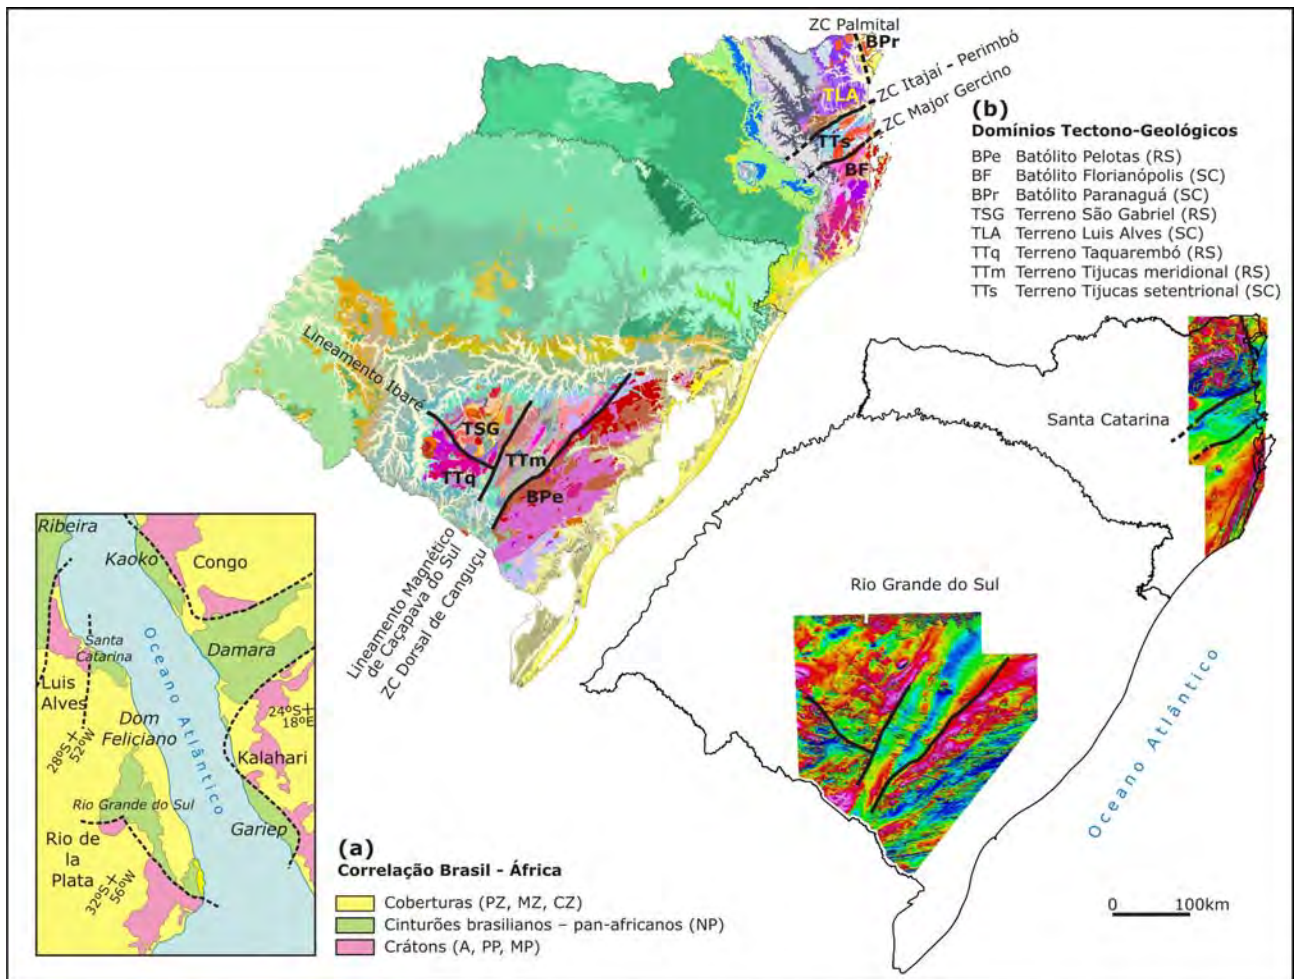 ZC Palmital
BPr
ZC Itajaí - Perimbó
ZC Major Gercino
TLA
TTs
BF
(b)
Domínios Tectono-Geológicos
BPe Batólito Pelotas (RS)
BF Batólito Florianópolis (SC)
BPr Batólito Paranaguá (SC)
TSG Terreno São Gabriel (RS)
TLA Terreno Luis Alves (SC)
TTq Terreno Taquarembó (RS)
TTm Terreno Tijucas meridional (RS)
TTs Terreno Tijucas setentrional (SC)
Lineamento Ibaré
TSG
TTm
TTq
BPe
Lineamento Magnético
de Caçapava do Sul
ZC Dorsal de Canguçu
Santa Catarina
Rio Grande do Sul
Oceano Atlântico
0 100km
Ribeira
Kaoko
Congo
Santa
Catarina
Damara
Luis
Alves
Oceano Atlântico
24ºS+
18ºE
Dom
Feliciano
28ºS+
52ºW
Kalahari
Rio Grande do Sul
Gariep
Rio de
la
Plata
32ºS+
56ºW
(a)
Correlação Brasil - África
Coberturas (PZ, MZ, CZ)
Cinturões brasilianos – pan-africanos (NP)
Crátons (A, PP, MP)